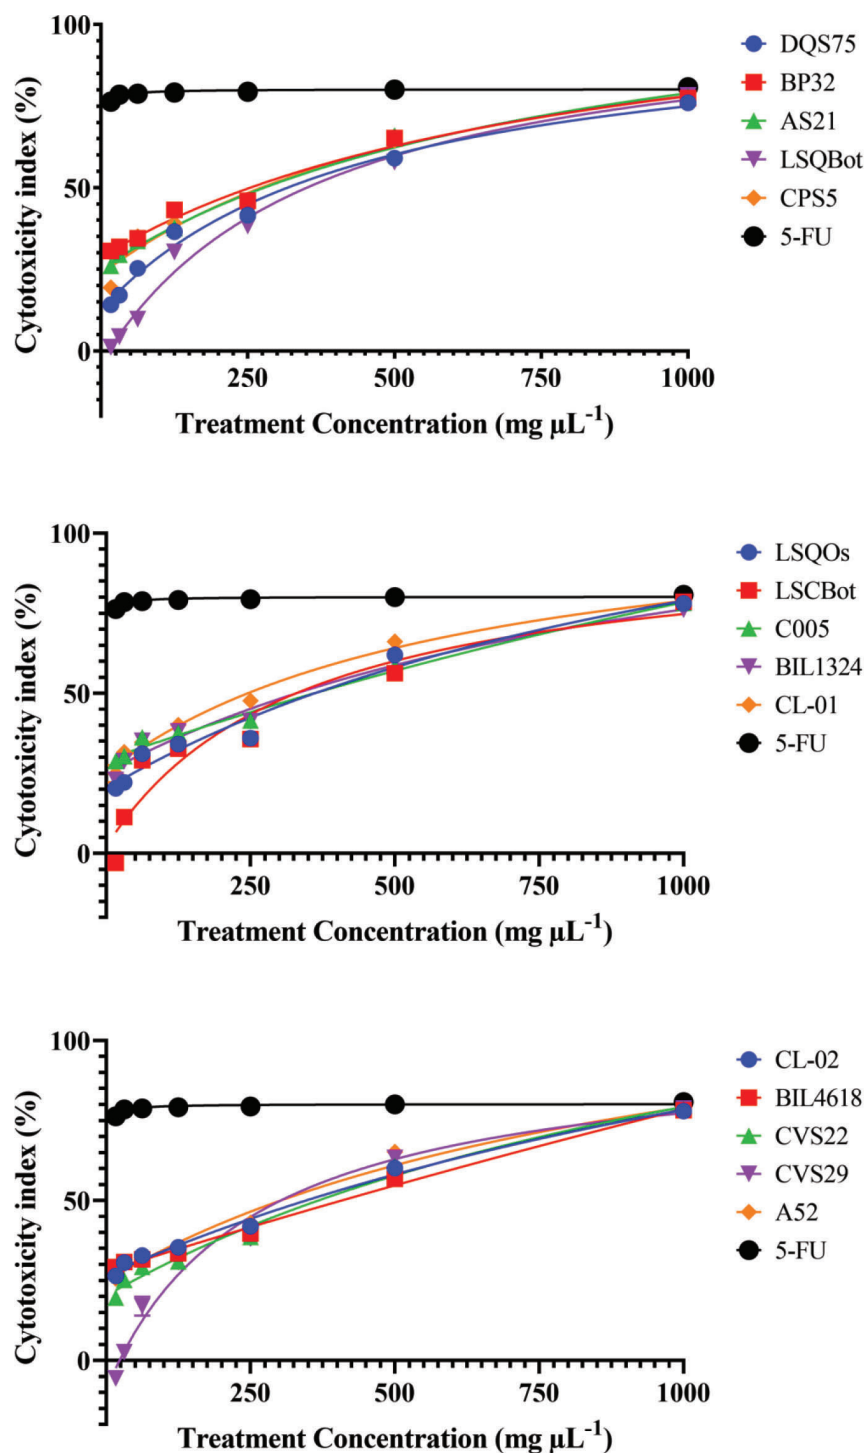 Cytotoxicity index (%)
100
50
0
250
500
750
1000
Treatment Concentration (mg µL⁻¹)
DQS75
BP32
AS21
LSQBot
CPS5
5-FU
Cytotoxicity index (%)
100
50
0
250
500
750
1000
Treatment Concentration (mg µL⁻¹)
LSQOs
LSCBot
C005
BIL1324
CL-01
5-FU
Cytotoxicity index (%)
100
50
0
250
500
750
1000
Treatment Concentration (mg µL⁻¹)
CL-02
BIL4618
CVS22
CVS29
A52
5-FU